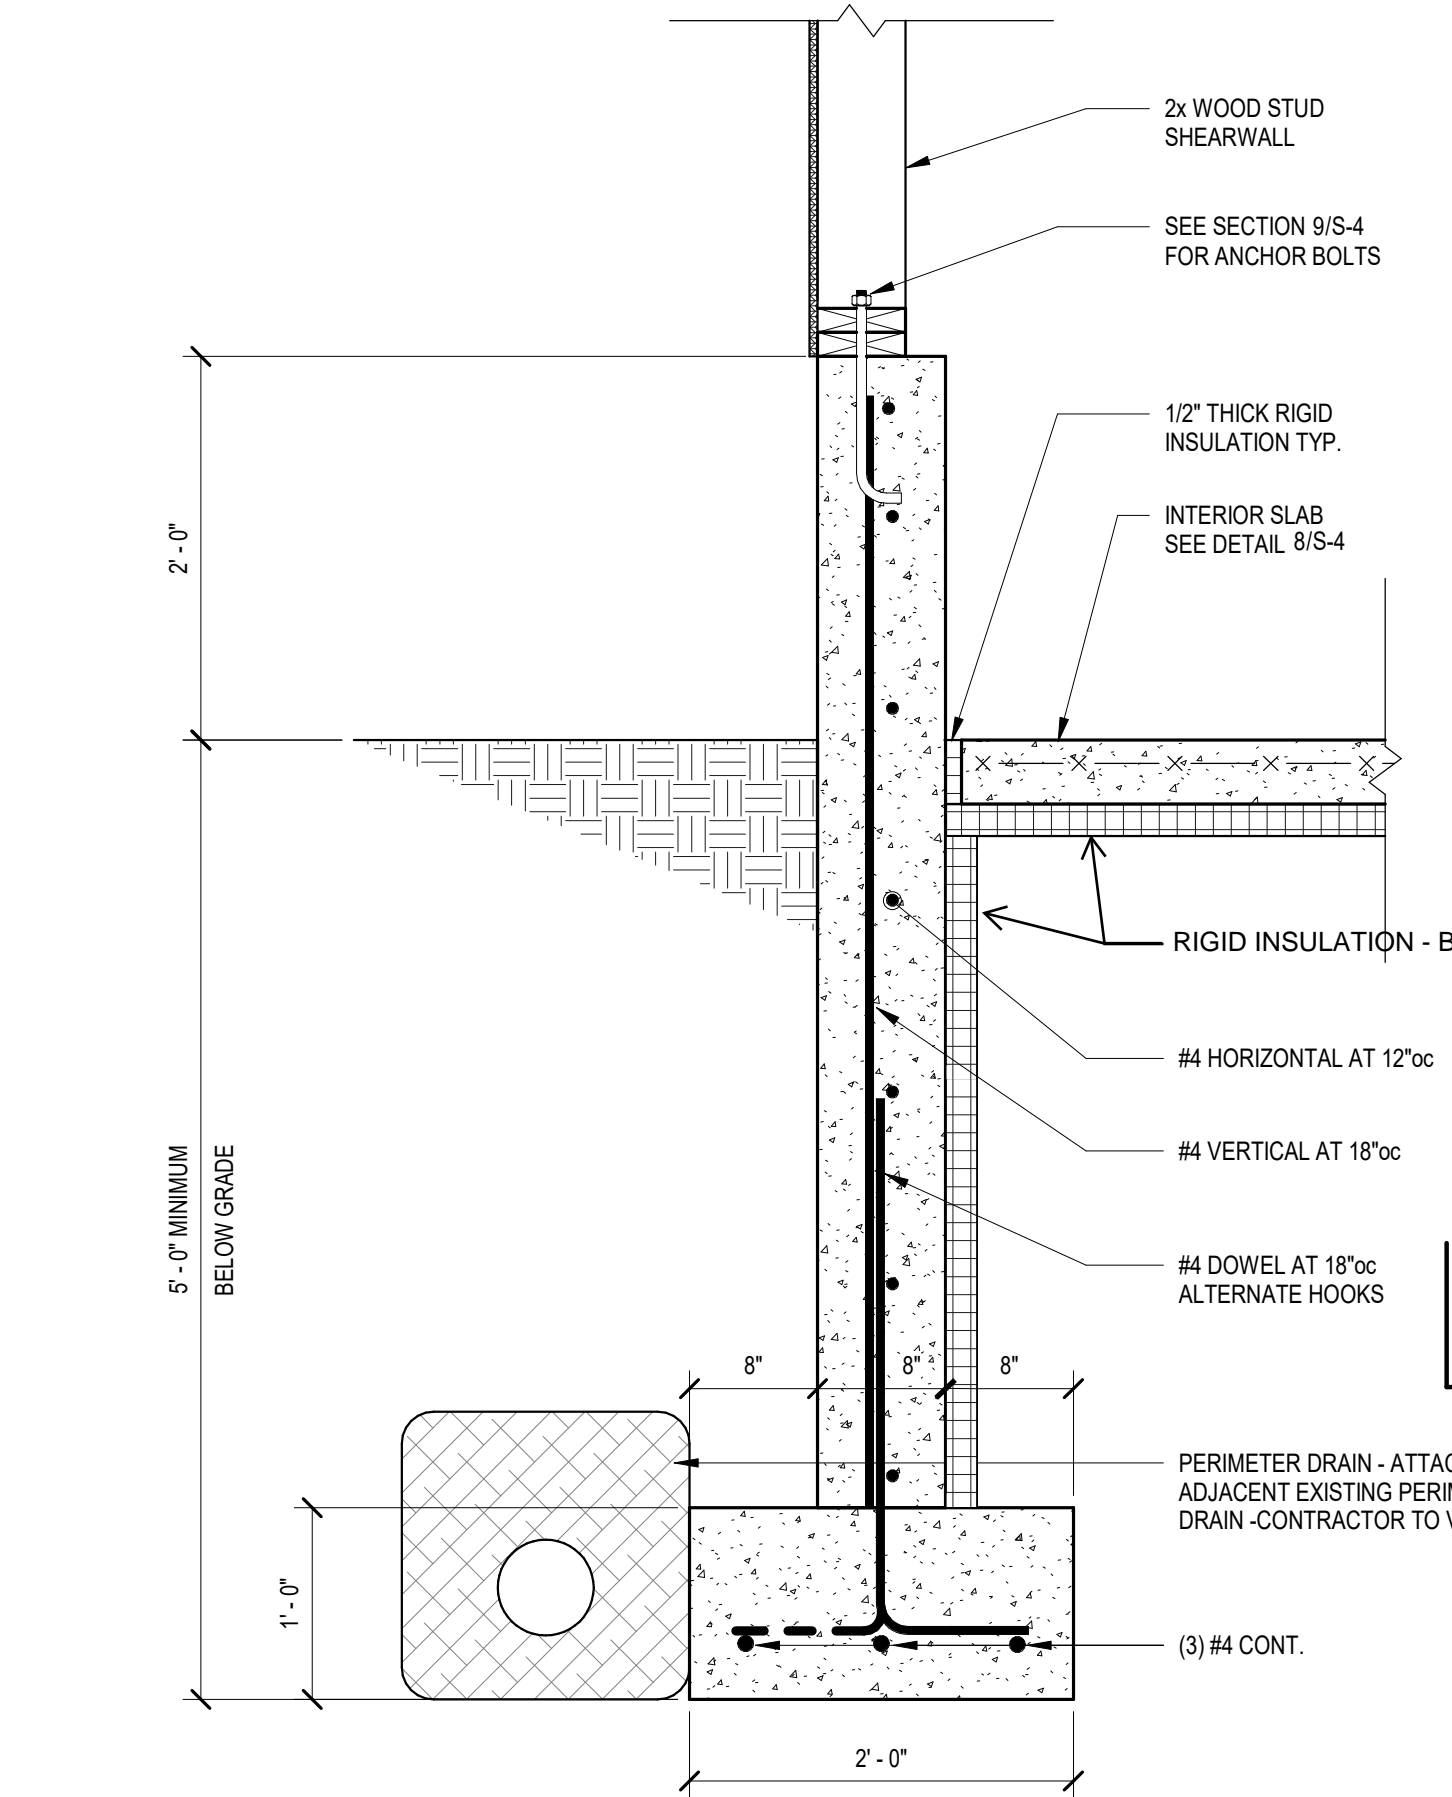 2x WOOD STUD
SHEARWALL
SEE SECTION 9/S-4
FOR ANCHOR BOLTS
1/2" THICK RIGID
INSULATION TYP.
INTERIOR SLAB
SEE DETAIL 8/S-4
2' - 0"
RIGID INSULATION - B
#4 HORIZONTAL AT 12"oc
#4 VERTICAL AT 18"oc
5' - 0" MINIMUM
BELOW GRADE
#4 DOWEL AT 18"oc
ALTERNATE HOOKS
8" 8" 8"
PERIMETER DRAIN - ATTAC
ADJACENT EXISTING PERI
DRAIN -CONTRACTOR TO V
1' - 0"
(3) #4 CONT.
2' - 0"